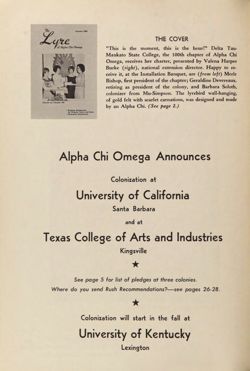 Lyre
THE COVER
"This is the moment, this is the hour!" Delta Tau-
Mankato State College, the 100th chapter of Alpha Chi
Omega, receives her charter, presented by Valena Harper
Burke (right), national extension director. Happy to re-
ceive it, at the Installation Banquet, are (from left) Merle
Bishop, first president of the chapter; Geraldine Devereaux,
retiring as president of the colony, and Barbara Soloth,
colonizer from Mu-Simpson. The lyrebird wall-hanging,
of gold felt with scarlet carnations, was designed and made
by an Alpha Chi. (See page 2.)
Alpha Chi Omega Announces
Colonization at
University of California
Santa Barbara
and at
Texas College of Arts and Industries
Kingsville
★
See page 5 for list of pledges at three colonies.
Where do you send Rush Recommendations?—see pages 26-28.
★
Colonization will start in the fall at
University of Kentucky
Lexington